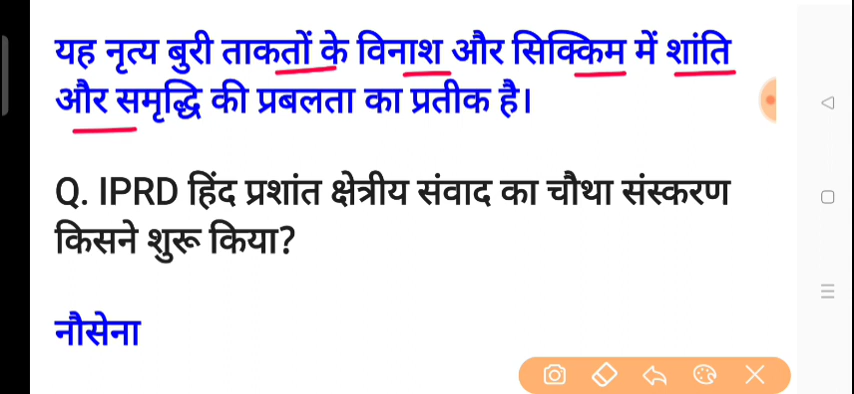 यह नृत्य बुरी ताकतों के विनाश और सिक्किम में शांति
और समृद्धि की प्रबलता का प्रतीक है।
Q. IPRD हिंद प्रशांत क्षेत्रीय संवाद का चौथा संस्करण
किसने शुरू किया?
नौसेना